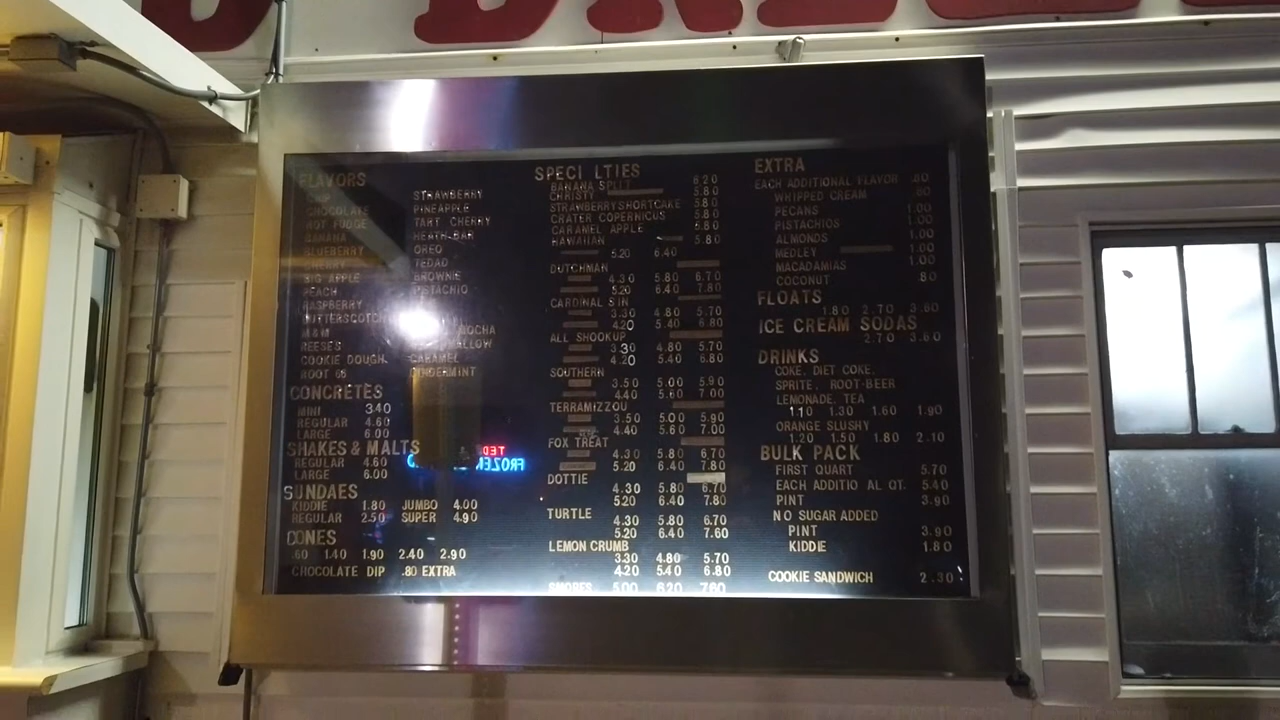 FLAVORS
CHOCOLATE
HOT FUDGE
BANANA
BLUEBERRY
CHERRY
BIG APPLE
PEACH
RASPBERRY
BUTTERSCOTCH
M&M
REESE'S
COOKIE DOUGH
ROOT
STRAWBERRY
PINEAPPLE
TART CHERRY
HEATH-BAR
OREO
TEDAD
BROWNIE
PISTACHIO
MOCHA
ALLOW
CARAMEL
CONCRETES
MINI 3.40
REGULAR 4.60
LARGE 6.00
SHAKES & MALTS
REGULAR 4.60
LARGE 6.00
SUNDAES
KIDDIE 1.80 JUMBO 4.00
REGULAR 2.50 SUPER 4.90
CONES
.60 1.40 1.90 2.40 2.90
CHOCOLATE DIP .80 EXTRA
TED
FROZEN
SPECI LTIES
BANANA SPLIT 6.20
CHRISTY 5.80
STRAWBERRY SHORTCAKE 5.80
CRATER COPERNICUS 5.80
CARAMEL APPLE 5.80
HAWAIIAN 5.80
5.20 6.40
DUTCHMAN
4.30 5.80 6.70
5.20 6.40 7.80
CARDINAL SIN
3.30 4.80 5.70
4.20 5.40 6.80
ALL SHOOKUP
3.30 4.80 5.70
4.20 5.40 6.80
SOUTHERN
3.50 5.00 5.90
4.40 5.60 7.00
TERRAMIZZOU
3.50 5.00 5.90
4.40 5.60 7.00
FOX TREAT
4.30 5.80 6.70
5.20 6.40 7.80
DOTTIE
4.30 5.80 6.70
5.20 6.40 7.80
TURTLE
4.30 5.80 6.70
5.20 6.40 7.60
LEMON CRUMB
3.30 4.80 5.70
4.20 5.40 6.80
SMORES 5.00 6.20 7.60
EXTRA
EACH ADDITIONAL FLAVOR .80
WHIPPED CREAM .80
PECANS 1.00
PISTACHIOS 1.00
ALMONDS 1.00
MEDLEY 1.00
MACADAMIAS 1.00
COCONUT .80
FLOATS
1.80 2.70 3.60
ICE CREAM SODAS
2.70 3.60
DRINKS
COKE, DIET COKE,
SPRITE, ROOT-BEER
LEMONADE, TEA
1.10 1.30 1.60 1.90
ORANGE SLUSHY
1.20 1.50 1.80 2.10
BULK PACK
FIRST QUART 5.70
EACH ADDITIO AL QT. 5.40
PINT 3.90
NO SUGAR ADDED
PINT 3.90
KIDDIE 1.80
COOKIE SANDWICH 2.30